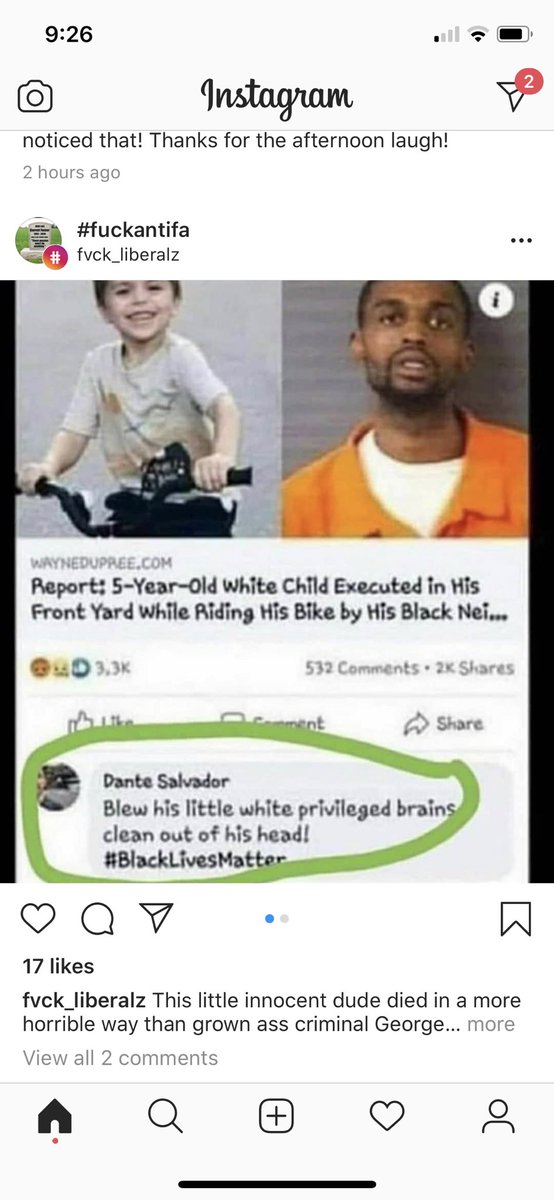 9:26
Instagram
2
noticed that! Thanks for the afternoon laugh!
2 hours ago
#fuckantifa
fvck_liberalz
WAYNEDUPREE.COM
Report: 5-Year-Old White Child Executed in His
Front Yard While Riding His Bike by His Black Nei...
3.3K
532 Comments • 2K Shares
Like
Comment
Share
Dante Salvador
Blew his little white privileged brains
clean out of his head!
#BlackLivesMatter
17 likes
fvck_liberalz This little innocent dude died in a more
horrible way than grown ass criminal George... more
View all 2 comments